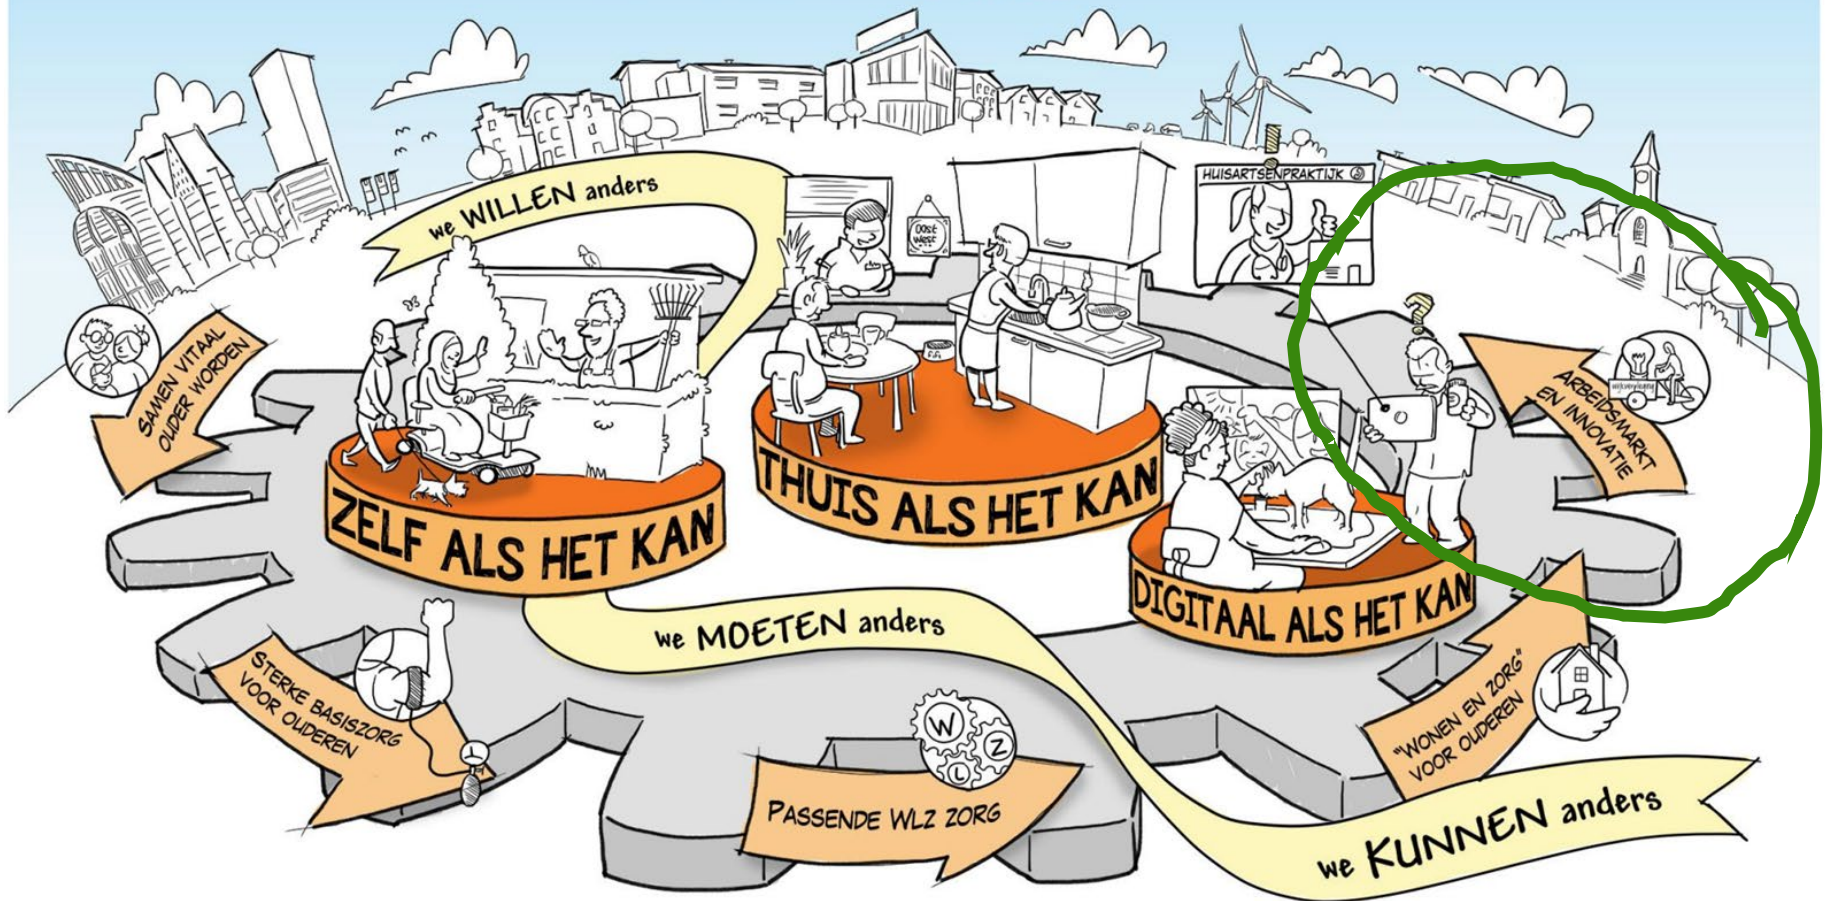 we WILLEN anders
HUISARTSENPRAKTIJK
OOST
WEST
SAMEN VITAAL
OUDER WORDEN
ARBEIDSMARKT
EN INNOVATIE
ZELF ALS HET KAN
THUIS ALS HET KAN
DIGITAAL ALS HET KAN
we MOETEN anders
STERKE BASISZORG
VOOR OUDEREN
W
Z
L
PASSENDE WLZ ZORG
"WONEN EN ZORG"
VOOR OUDEREN
we KUNNEN anders